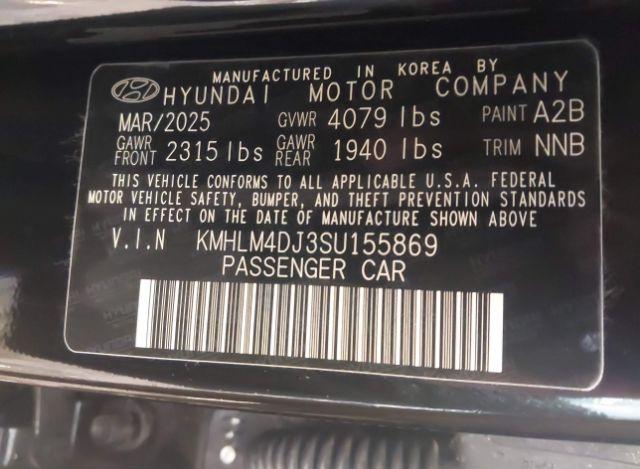 MANUFACTURED IN KOREA BY
HYUNDAI MOTOR COMPANY
MAR/2025 GVWR 4079 lbs PAINT A2B
GAWR FRONT 2315 lbs GAWR REAR 1940 lbs TRIM NNB
THIS VEHICLE CONFORMS TO ALL APPLICABLE U.S.A. FEDERAL
MOTOR VEHICLE SAFETY, BUMPER, AND THEFT PREVENTION STANDARDS
IN EFFECT ON THE DATE OF MANUFACTURE SHOWN ABOVE
V.I.N KMHLM4DJ3SU155869
PASSENGER CAR